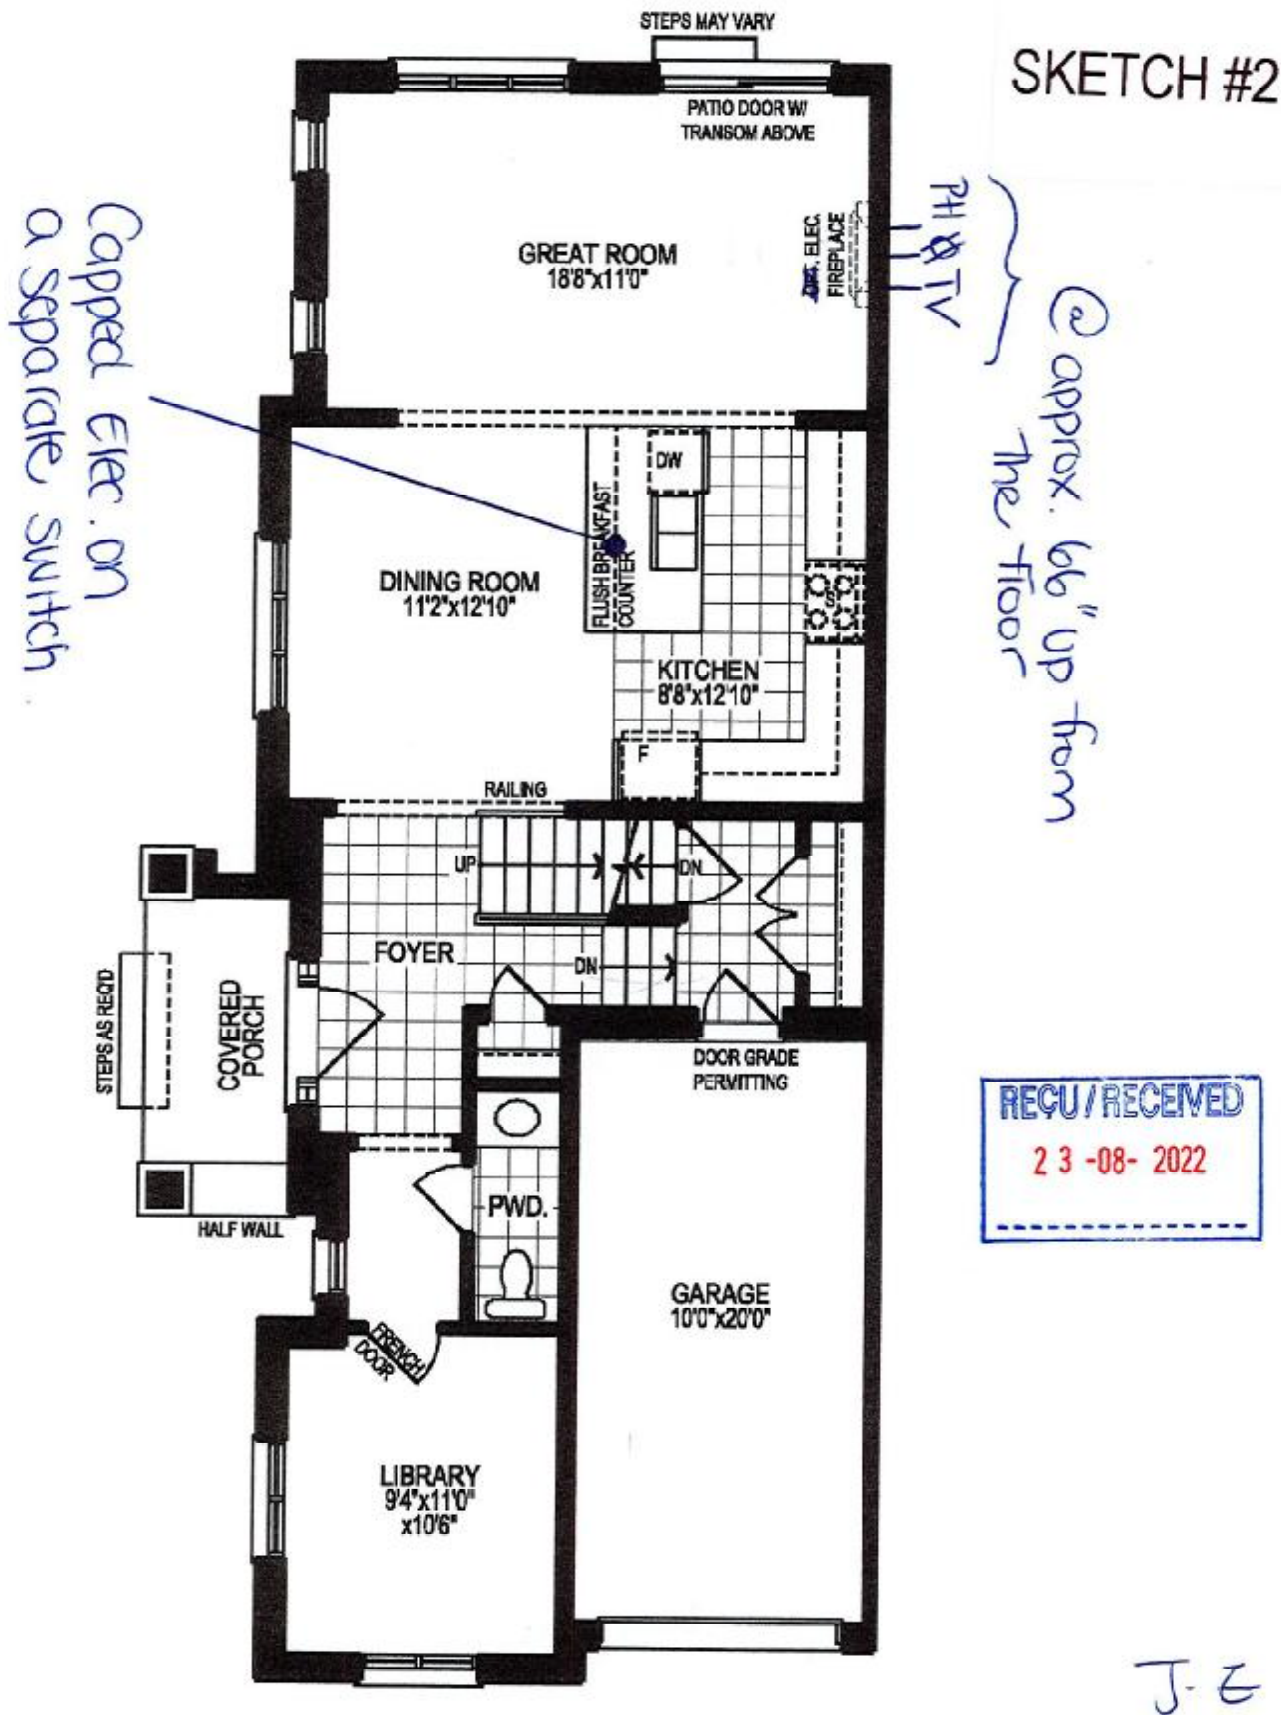 STEPS MAY VARY
SKETCH #2
PATIO DOOR W/
TRANSOM ABOVE
PH TV
@ approx. 66" up from
the floor
GREAT ROOM
18'8"x11'0"
ELEC.
FIREPLACE
Capped Elec. on
a separate switch
DW
FLUSH BREAKFAST
COUNTER
S
DINING ROOM
11'2"x12'10"
KITCHEN
8'8"x12'10"
F
RAILING
UP
DN
FOYER
DN
STEPS AS REQ'D
COVERED
PORCH
DOOR GRADE
PERMITTING
REÇU / RECEIVED
23-08-2022
PWD.
HALF WALL
GARAGE
10'0"x20'0"
FRENCH
DOOR
LIBRARY
9'4"x11'0"
x10'6"
J.E